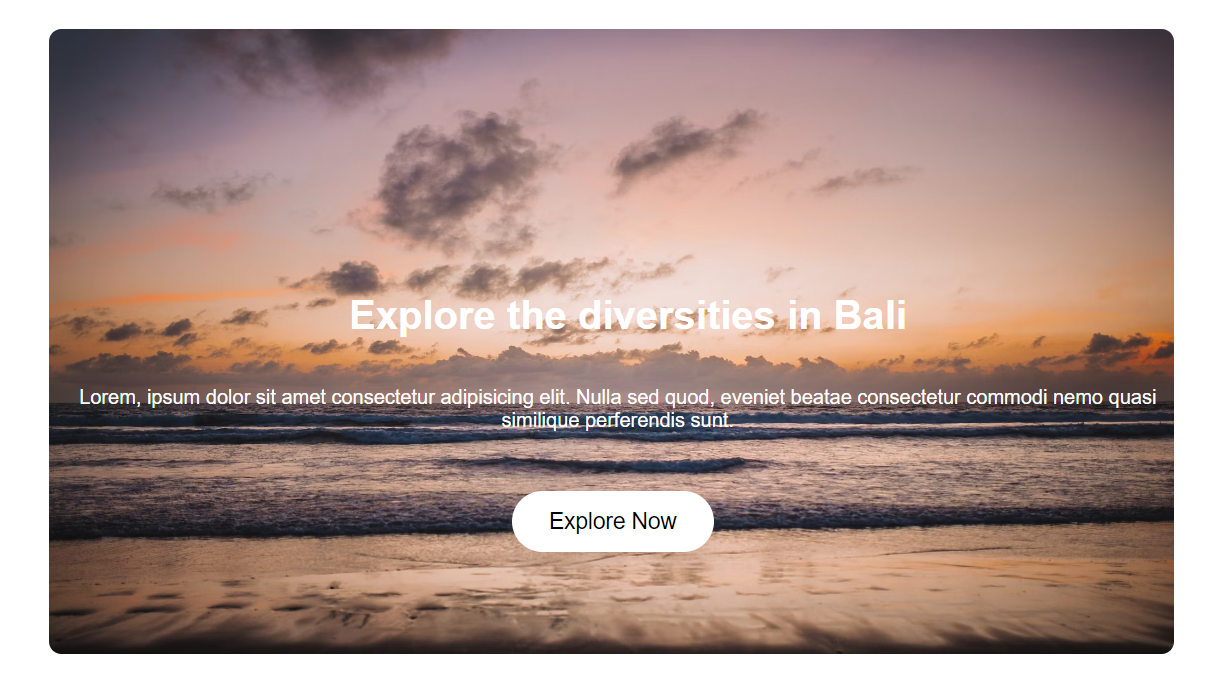 Explore the diversities in Bali
Lorem, ipsum dolor sit amet consectetur adipisicing elit. Nulla sed quod, eveniet beatae consectetur commodi nemo quasi
similique perferendis sunt.
Explore Now